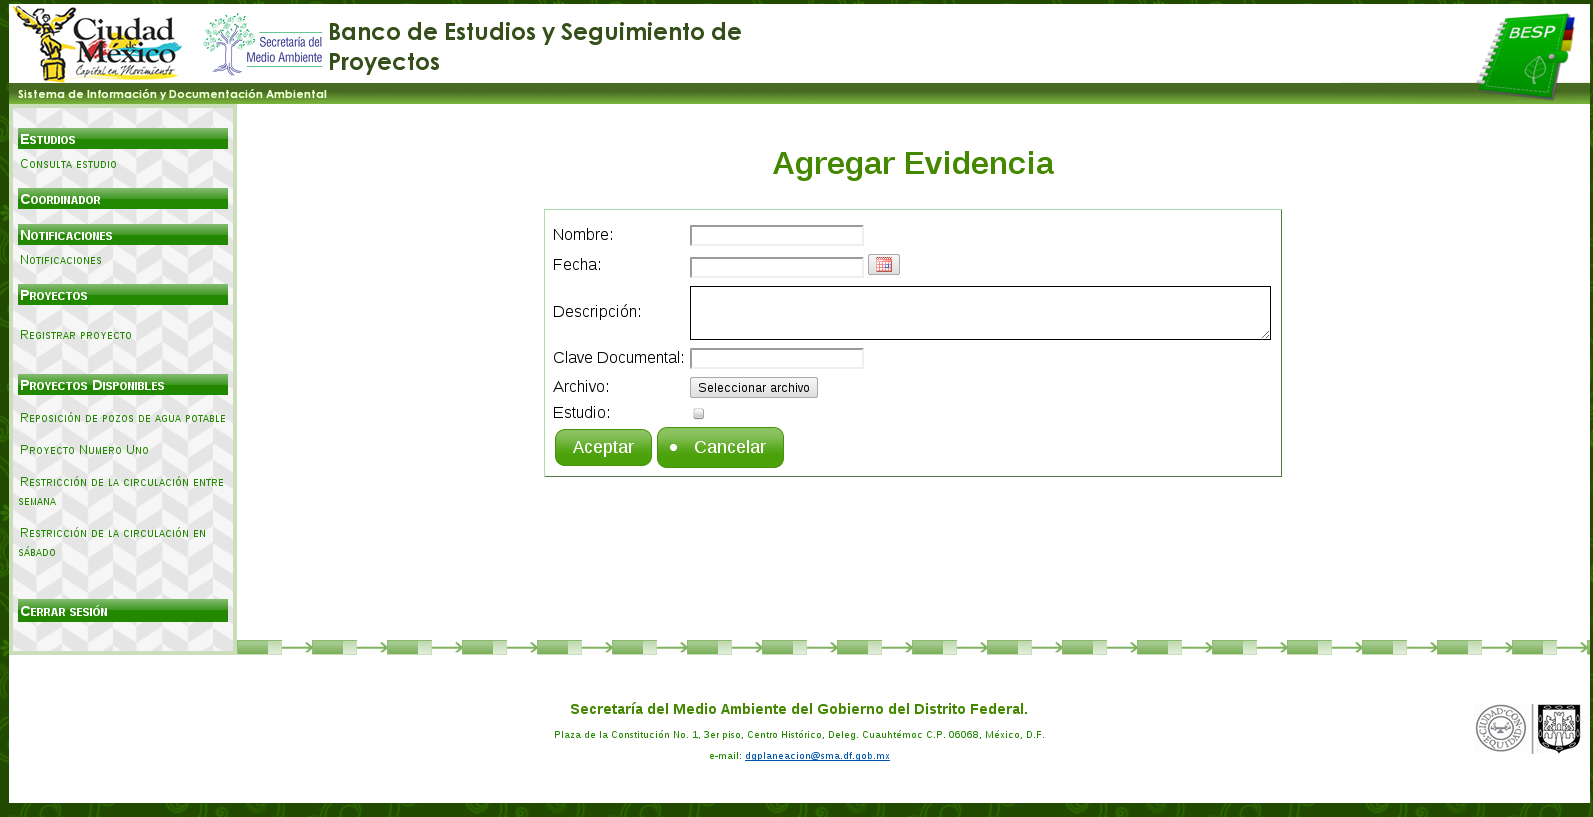 Ciudad
de
México
Capital en Movimiento
Secretaría del
Medio Ambiente
Banco de Estudios y Seguimiento de
Proyectos
BESP
Sistema de Información y Documentación Ambiental
Estudios
Consulta estudio
Coordinador
Notificaciones
Notificaciones
Proyectos
Registrar proyecto
Proyectos Disponibles
Reposición de pozos de agua potable
Proyecto Numero Uno
Restricción de la circulación entre
semana
Restricción de la circulación en
sábado
Cerrar sesión
Agregar Evidencia
Nombre:
Fecha:
Descripción:
Clave Documental:
Archivo:
Seleccionar archivo
Estudio:
Aceptar
Cancelar
Secretaría del Medio Ambiente del Gobierno del Distrito Federal.
Plaza de la Constitución No. 1, 3er piso, Centro Histórico, Deleg. Cuauhtémoc C.P. 06068, México, D.F.
e-mail: dgplaneacion@sma.df.gob.mx
CIUDAD CON
EQUIDAD